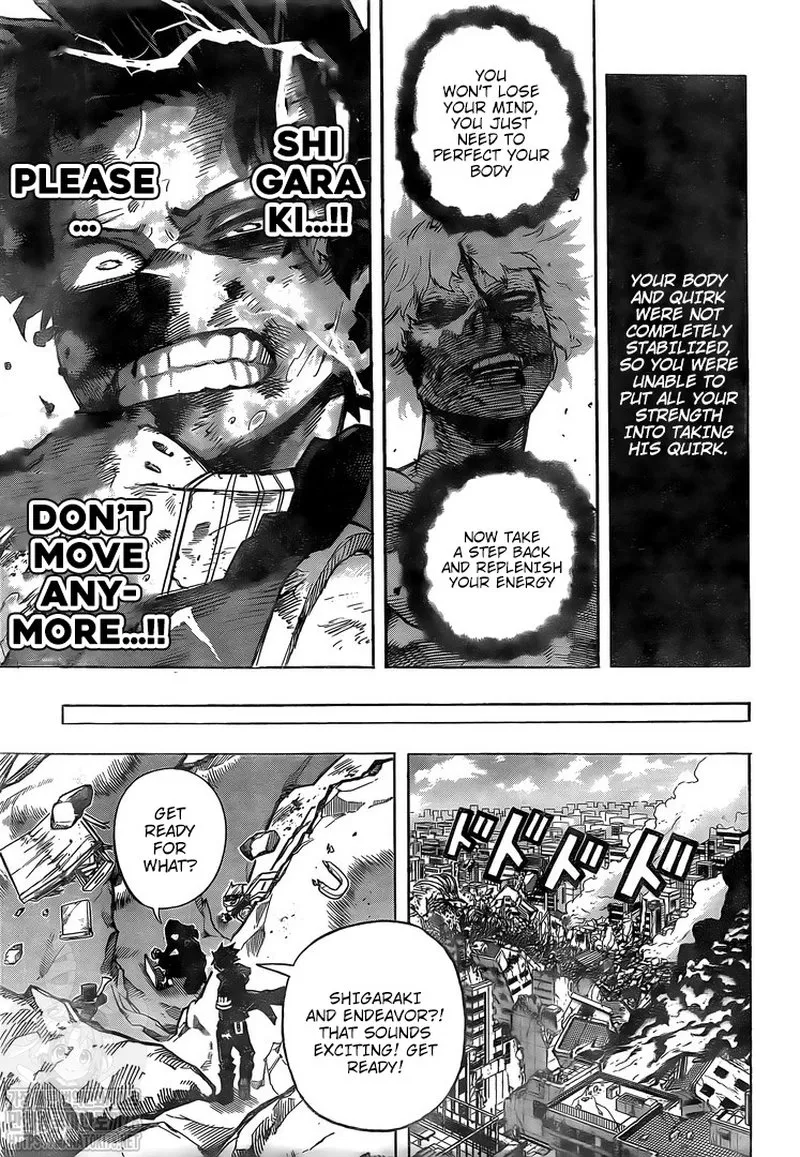 YOUR BODY
AND QUIRK
WERE NOT
COMPLETELY
STABILIZED,
SO YOU WERE
UNABLE TO
PUT ALL YOUR
STRENGTH
INTO TAKING
HIS QUIRK.
YOU
WON'T LOSE
YOUR MIND,
YOU JUST
NEED TO
PERFECT YOUR
BODY
NOW TAKE
A STEP BACK
AND REPLENISH
YOUR ENERGY
SHI
GARA
KI...!!
PLEASE
...
DON'T
MOVE
ANY-
MORE...!!
ドドドド
SHIGARAKI
AND ENDEAVOR?!
THAT SOUNDS
EXCITING! GET
READY!
GET
READY
FOR
WHAT?